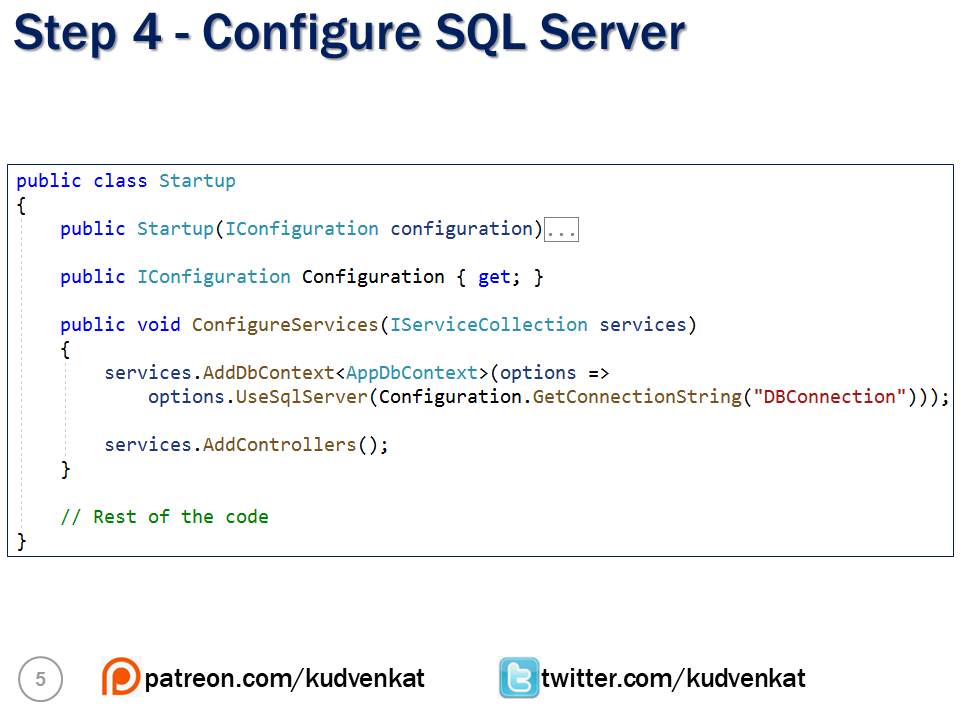 Step 4 - Configure SQL Server
public class Startup
{
    public Startup(IConfiguration configuration)...

    public IConfiguration Configuration { get; }

    public void ConfigureServices(IServiceCollection services)
    {
        services.AddDbContext<AppDbContext>(options =>
            options.UseSqlServer(Configuration.GetConnectionString("DBConnection")));

        services.AddControllers();
    }

    // Rest of the code
}
5
patreon.com/kudvenkat
twitter.com/kudvenkat